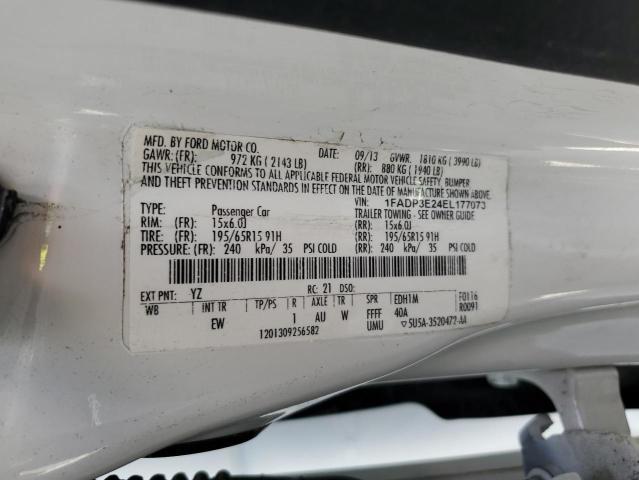 MFD. BY FORD MOTOR CO.
DATE: 09/13 GVWR: 1810 KG ( 3990 LB)
GAWR: (FR): 972 KG ( 2143 LB) (RR): 880 KG ( 1940 LB)
THIS VEHICLE CONFORMS TO ALL APPLICABLE FEDERAL MOTOR VEHICLE SAFETY, BUMPER
AND THEFT PREVENTION STANDARDS IN EFFECT ON THE DATE OF MANUFACTURE SHOWN ABOVE.
VIN: 1FADP3E24EL177073
TYPE: Passenger Car TRAILER TOWING - SEE OWNER GUIDE
RIM: (FR): 15x6.0J (RR): 15x6.0J
TIRE: (FR): 195/65R15 91H (RR): 195/65R15 91H
PRESSURE: (FR): 240 kPa/ 35 PSI COLD (RR): 240 kPa/ 35 PSI COLD
EXT PNT: YZ RC: 21 DSO:
WB INT TR TP/PS R AXLE TR SPR EDH1M F0116
EW 1 AU W FFFF 40A R0091
1201309256582 UMU 5U5A-3520472-AA